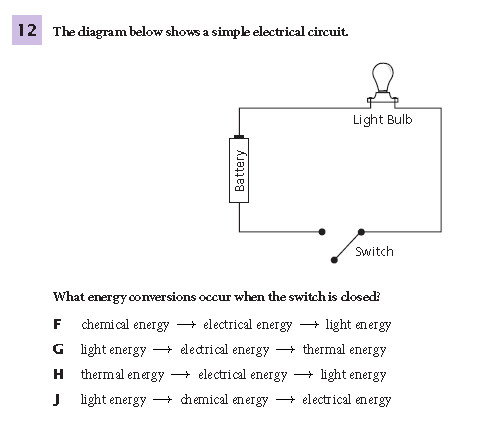 12 The diagram below shows a simple electrical circuit.
Light Bulb
Battery
Switch
What energy conversions occur when the switch is closed?
F chemical energy → electrical energy → light energy
G light energy → electrical energy → thermal energy
H thermal energy → electrical energy → light energy
J light energy → chemical energy → electrical energy